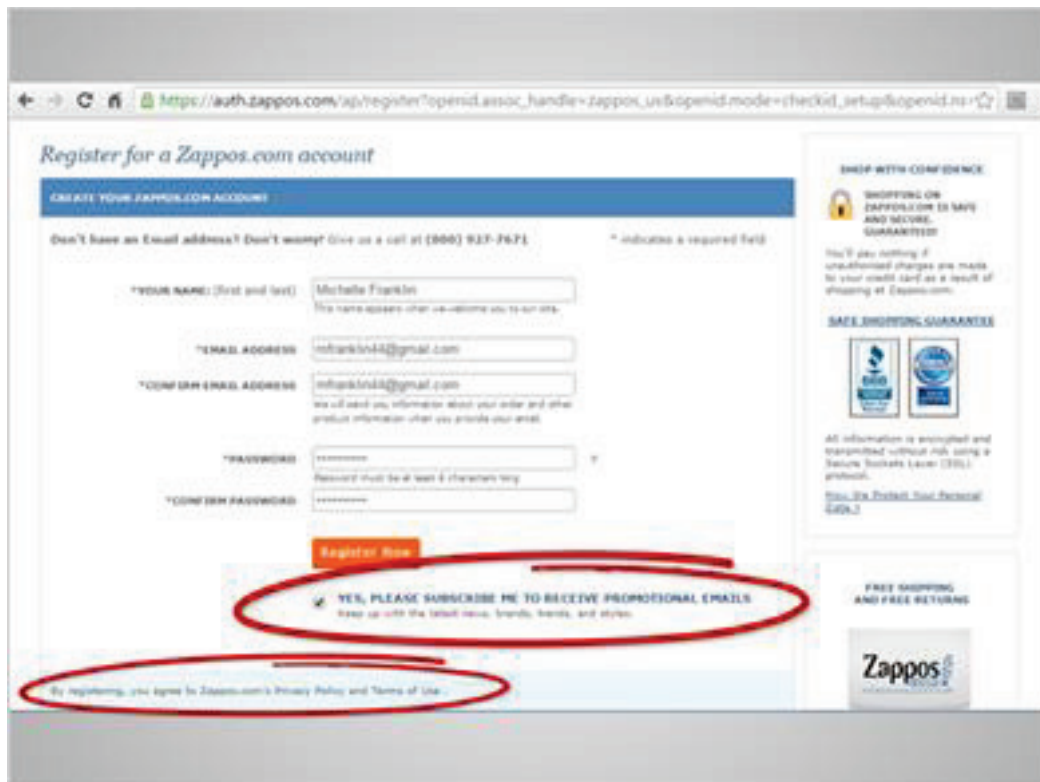 https://auth.zappos.com/ap/register?openid.assoc_handle=zappos_us&openid.mode=checkid_setup&openid.ns=
Register for a Zappos.com account
CREATE YOUR ZAPPOS.COM ACCOUNT
Don't have an Email address? Don't worry! Give us a call at (800) 927-7671
* indicates a required field
*YOUR NAME: (first and last)
Michelle Franklin
This name appears when we welcome you to our site.
*EMAIL ADDRESS
mfranklin44@gmail.com
*CONFIRM EMAIL ADDRESS
mfranklin44@gmail.com
We will send you information about your order and other
product information when you provide your email.
*PASSWORD
Password must be at least 6 characters long
*CONFIRM PASSWORD
Register Now
YES, PLEASE SUBSCRIBE ME TO RECEIVE PROMOTIONAL EMAILS
Keep up with the latest news, brands, trends, and styles.
By registering, you agree to Zappos.com's Privacy Policy and Terms of Use.
SHOP WITH CONFIDENCE
SHOPPING ON
ZAPPOS.COM IS SAFE
AND SECURE.
GUARANTEED!
You'll pay nothing if
unauthorized charges are made
to your credit card as a result of
shopping at Zappos.com.
SAFE SHOPPING GUARANTEE
BBB
All information is encrypted and
transmitted without risk using a
Secure Sockets Layer (SSL)
protocol.
How We Protect Your Personal
Data >
FREE SHIPPING
AND FREE RETURNS
Zappos